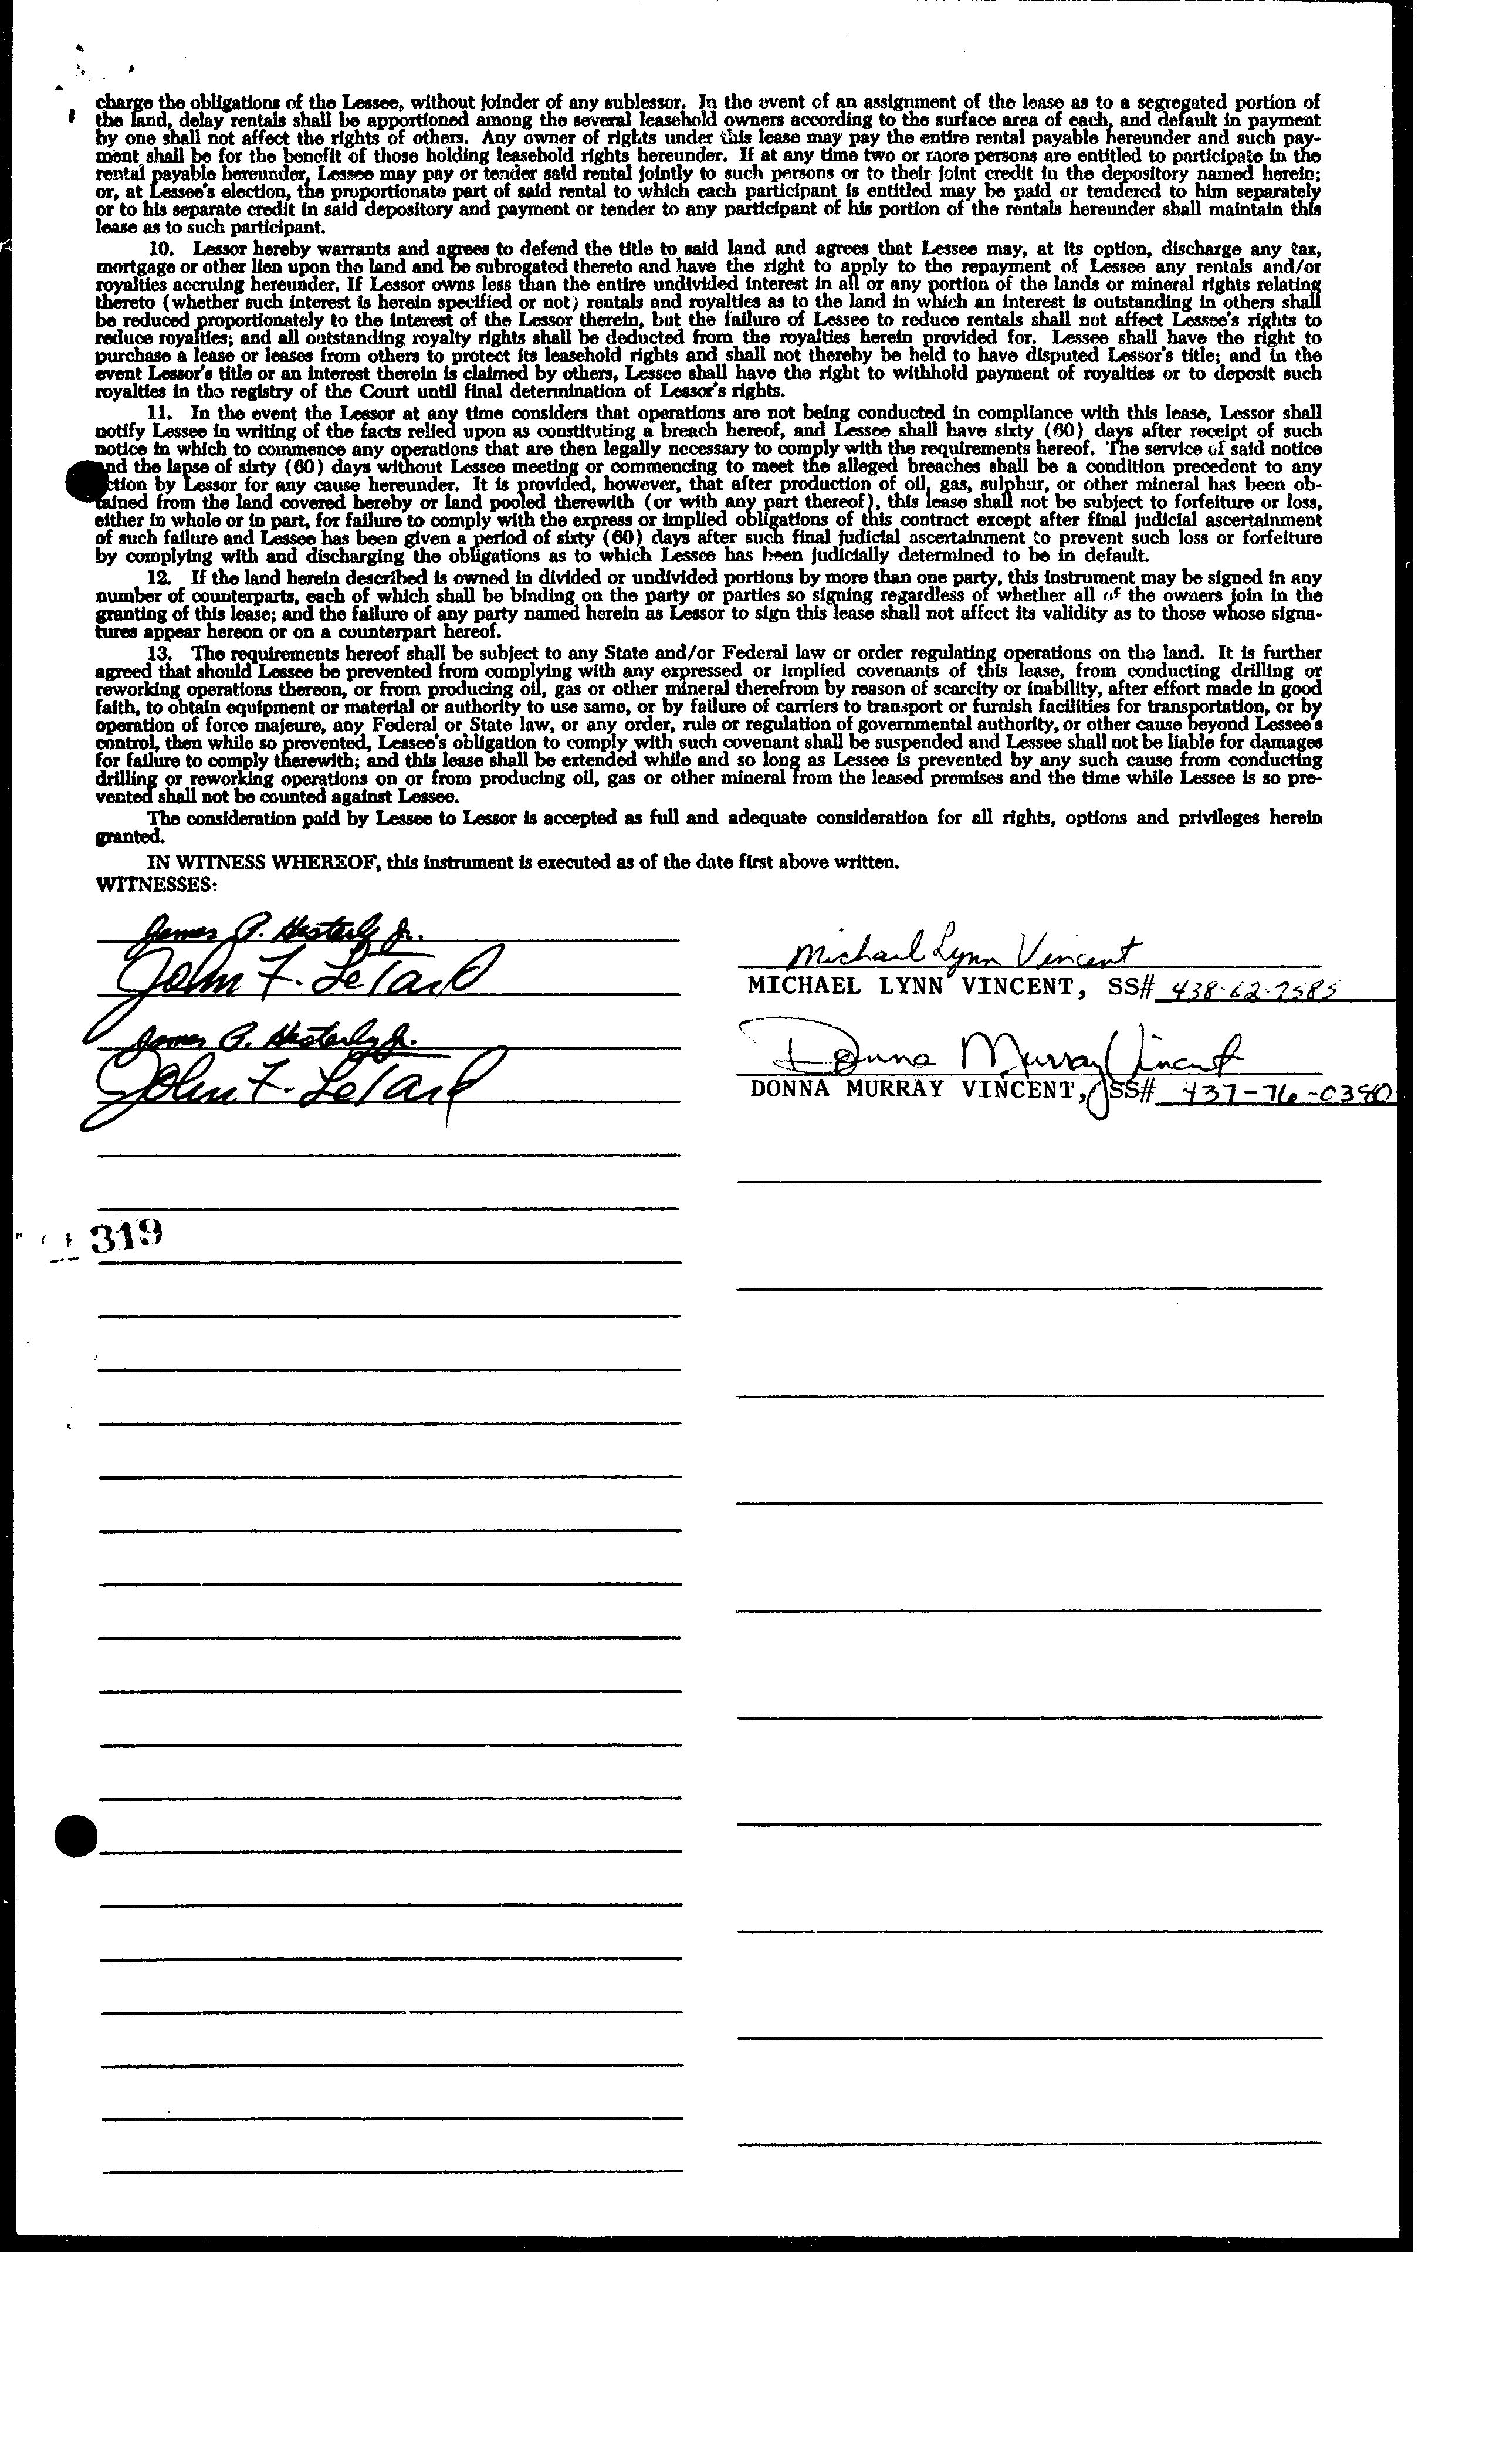 charge the obligations of the Lessee, without joinder of any sublessor. In the event of an assignment of the lease as to a segregated portion of
the land, delay rentals shall be apportioned among the several leasehold owners according to the surface area of each, and default in payment
by one shall not affect the rights of others. Any owner of rights under this lease may pay the entire rental payable hereunder and such pay-
ment shall be for the benefit of those holding leasehold rights hereunder. If at any time two or more persons are entitled to participate in the
rental payable hereunder, Lessee may pay or tender said rental jointly to such persons or to their joint credit in the depository named herein;
or, at Lessee's election, the proportionate part of said rental to which each participant is entitled may be paid or tendered to him separately
or to his separate credit in said depository and payment or tender to any participant of his portion of the rentals hereunder shall maintain this
lease as to such participant.
10. Lessor hereby warrants and agrees to defend the title to said land and agrees that Lessee may, at its option, discharge any tax,
mortgage or other lien upon the land and be subrogated thereto and have the right to apply to the repayment of Lessee any rentals and/or
royalties accruing hereunder. If Lessor owns less than the entire undivided interest in all or any portion of the lands or mineral rights relating
thereto (whether such interest is herein specified or not) rentals and royalties as to the land in which an interest is outstanding in others shall
be reduced proportionately to the interest of the Lessor therein, but the failure of Lessee to reduce rentals shall not affect Lessee's rights to
reduce royalties; and all outstanding royalty rights shall be deducted from the royalties herein provided for. Lessee shall have the right to
purchase a lease or leases from others to protect its leasehold rights and shall not thereby be held to have disputed Lessor's title; and in the
event Lessor's title or an interest therein is claimed by others, Lessee shall have the right to withhold payment of royalties or to deposit such
royalties in the registry of the Court until final determination of Lessor's rights.
11. In the event the Lessor at any time considers that operations are not being conducted in compliance with this lease, Lessor shall
notify Lessee in writing of the facts relied upon as constituting a breach hereof, and Lessee shall have sixty (60) days after receipt of such
notice in which to commence any operations that are then legally necessary to comply with the requirements hereof. The service of said notice
and the lapse of sixty (60) days without Lessee meeting or commencing to meet the alleged breaches shall be a condition precedent to any
action by Lessor for any cause hereunder. It is provided, however, that after production of oil, gas, sulphur, or other mineral has been ob-
tained from the land covered hereby or land pooled therewith (or with any part thereof), this lease shall not be subject to forfeiture or loss,
either in whole or in part, for failure to comply with the express or implied obligations of this contract except after final judicial ascertainment
of such failure and Lessee has been given a period of sixty (60) days after such final judicial ascertainment to prevent such loss or forfeiture
by complying with and discharging the obligations as to which Lessee has been judicially determined to be in default.
12. If the land herein described is owned in divided or undivided portions by more than one party, this instrument may be signed in any
number of counterparts, each of which shall be binding on the party or parties so signing regardless of whether all of the owners join in the
granting of this lease; and the failure of any party named herein as Lessor to sign this lease shall not affect its validity as to those whose signa-
tures appear hereon or on a counterpart hereof.
13. The requirements hereof shall be subject to any State and/or Federal law or order regulating operations on the land. It is further
agreed that should Lessee be prevented from complying with any expressed or implied covenants of this lease, from conducting drilling or
reworking operations thereon, or from producing oil, gas or other mineral therefrom by reason of scarcity or inability, after effort made in good
faith, to obtain equipment or material or authority to use same, or by failure of carriers to transport or furnish facilities for transportation, or by
operation of force majeure, any Federal or State law, or any order, rule or regulation of governmental authority, or other cause beyond Lessee's
control, then while so prevented, Lessee's obligation to comply with such covenant shall be suspended and Lessee shall not be liable for damages
for failure to comply therewith; and this lease shall be extended while and so long as Lessee is prevented by any such cause from conducting
drilling or reworking operations on or from producing oil, gas or other mineral from the leased premises and the time while Lessee is so pre-
vented shall not be counted against Lessee.
The consideration paid by Lessee to Lessor is accepted as full and adequate consideration for all rights, options and privileges herein
granted.
IN WITNESS WHEREOF, this instrument is executed as of the date first above written.
WITNESSES:
James P. Hesterly Jr.
John F. LeTard
James P. Hesterly Jr.
John F. LeTard
Michael Lynn Vincent
MICHAEL LYNN VINCENT, SS# 438-62-7585
Donna Murray Vincent
DONNA MURRAY VINCENT, SS#
319